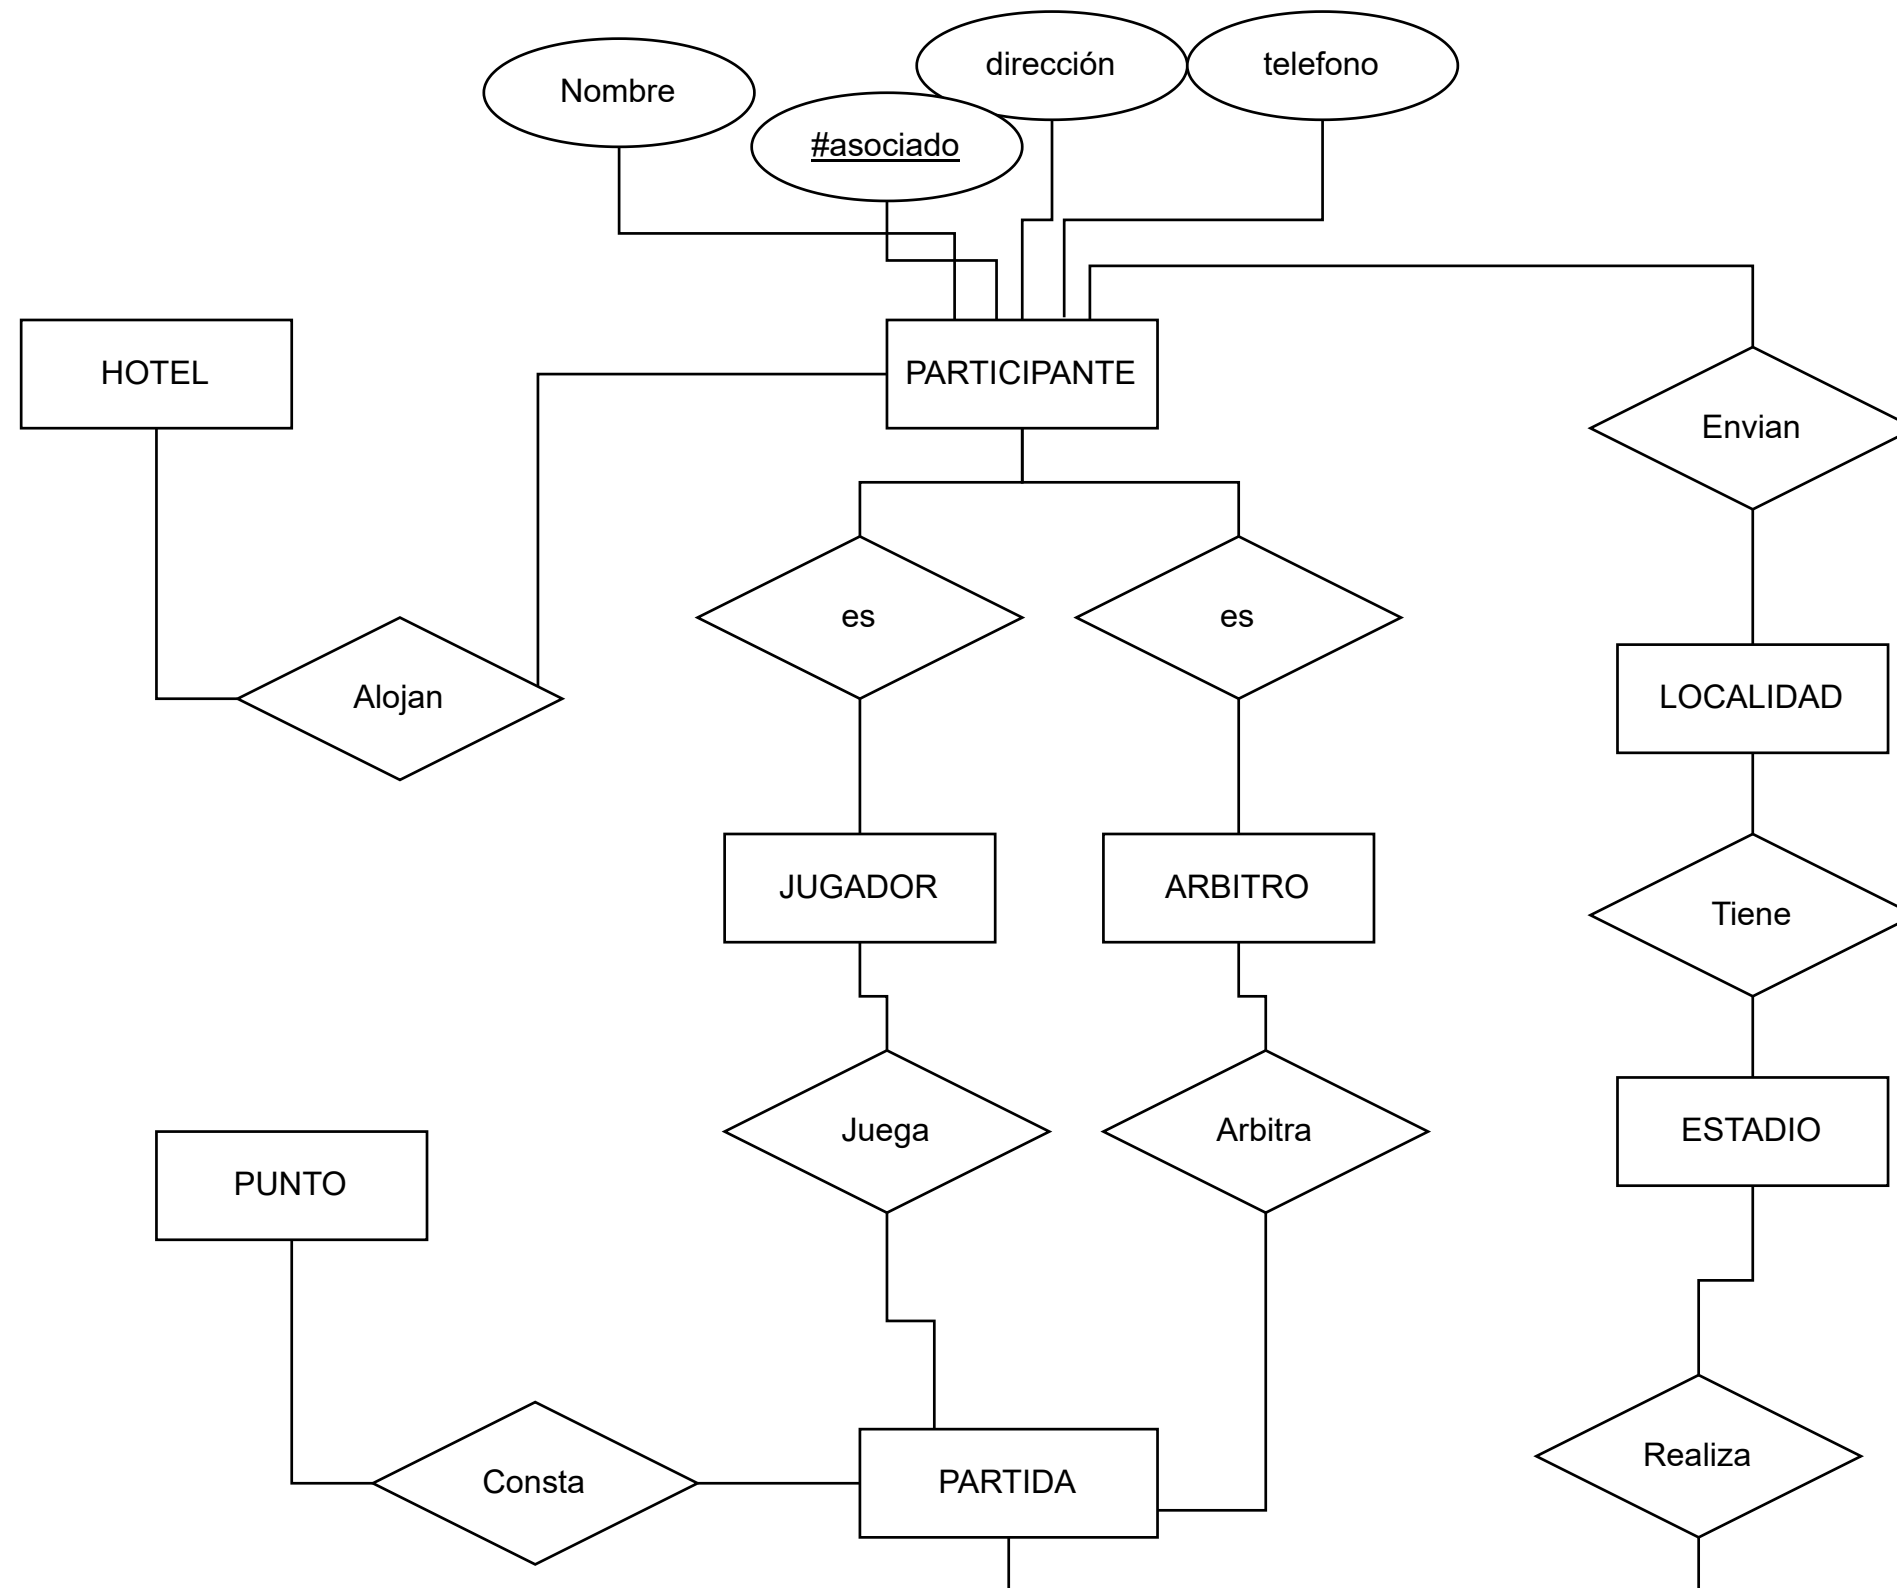 dirección
telefono
Nombre
#asociado
HOTEL
PARTICIPANTE
Envian
es
es
Alojan
LOCALIDAD
JUGADOR
ARBITRO
Tiene
Juega
Arbitra
ESTADIO
PUNTO
Realiza
Consta
PARTIDA